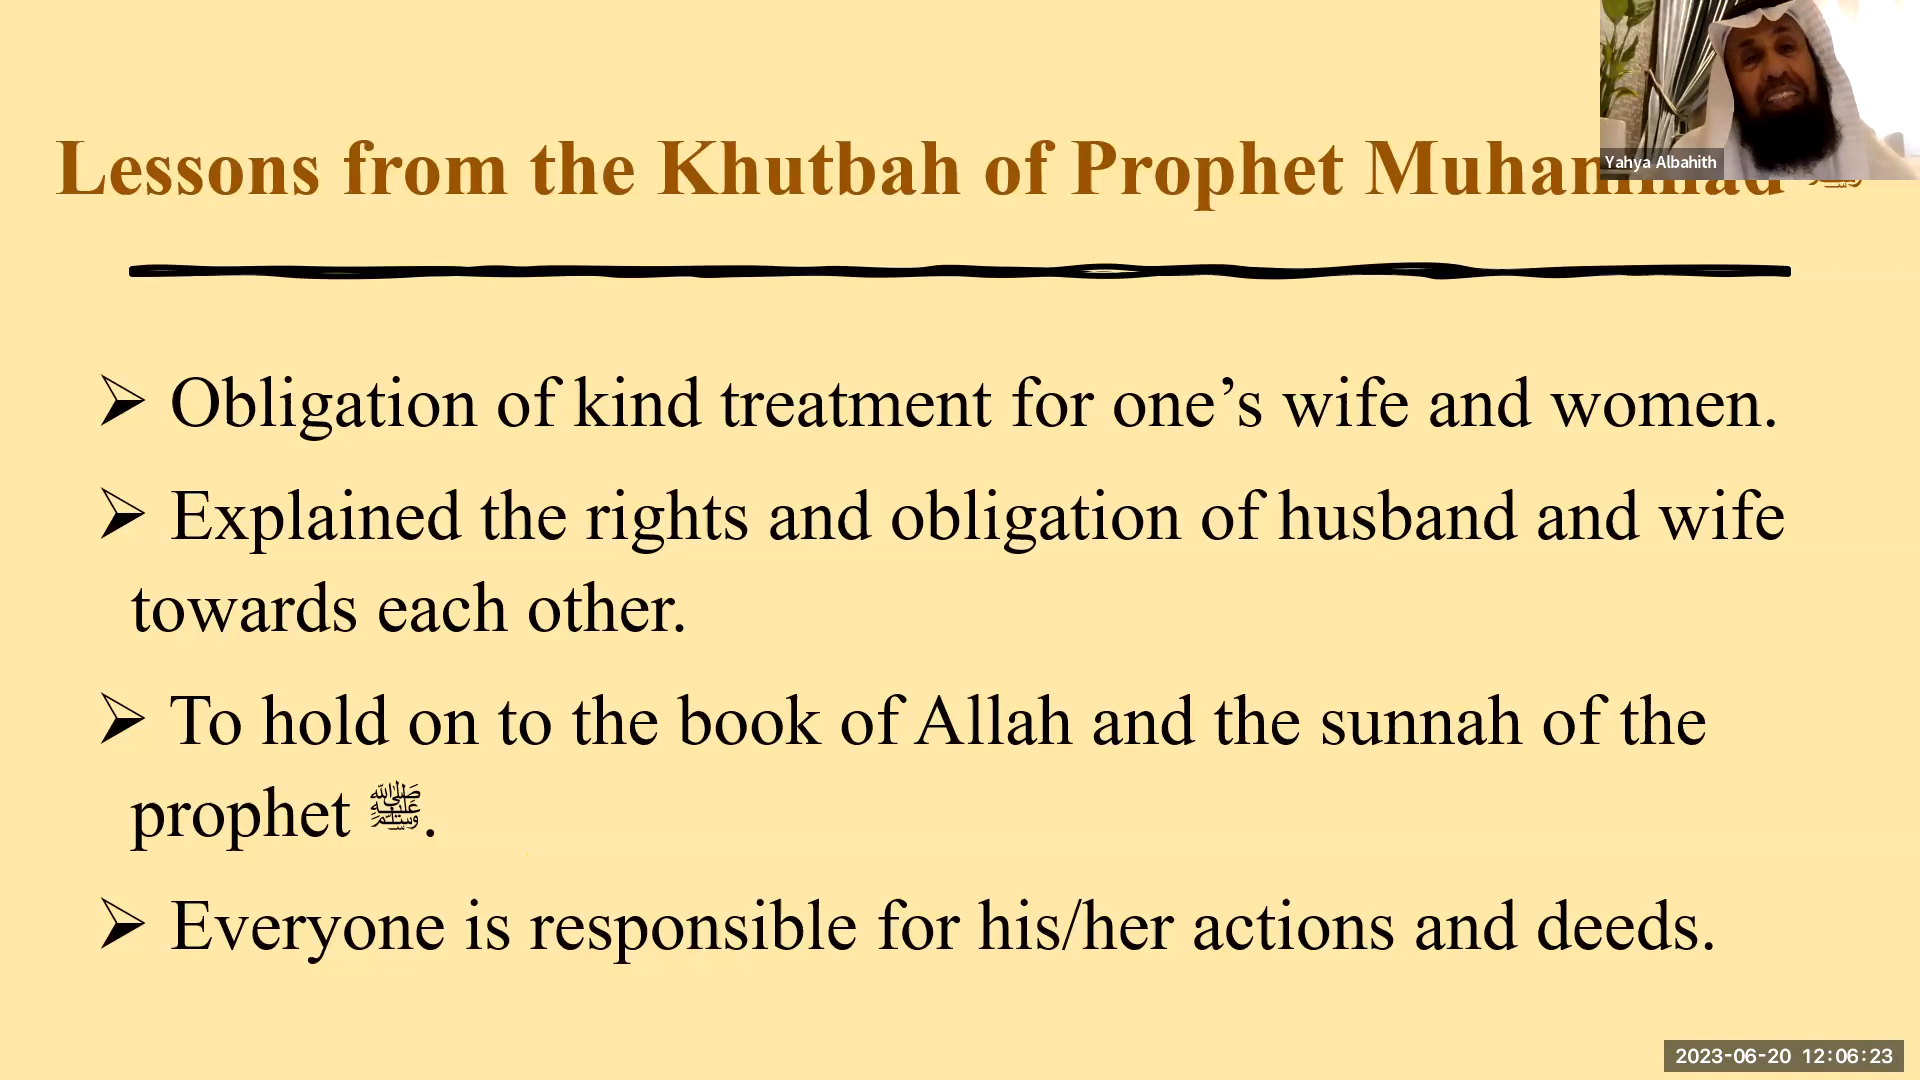 Lessons from the Khutbah of Prophet Muhammad ﷺ
Yahya Albahith
➢ Obligation of kind treatment for one’s wife and women.
➢ Explained the rights and obligation of husband and wife
towards each other.
➢ To hold on to the book of Allah and the sunnah of the
prophet ﷺ.
➢ Everyone is responsible for his/her actions and deeds.
2023-06-20 12:06:23